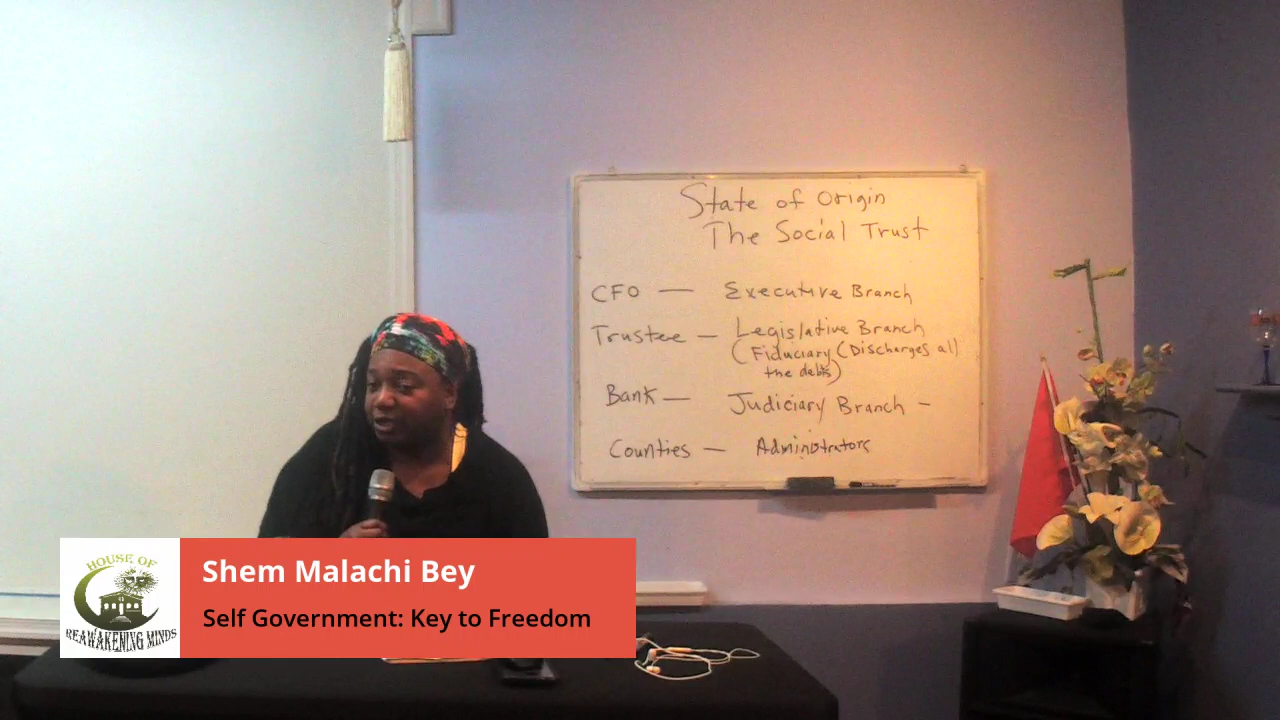 State of Origin
The Social Trust
CFO — Executive Branch
Trustee — Legislative Branch
(Fiduciary (Discharges all
the debts)
Bank — Judiciary Branch –
Counties — Administrators
HOUSE OF
REAWAKENING MINDS
Shem Malachi Bey
Self Government: Key to Freedom